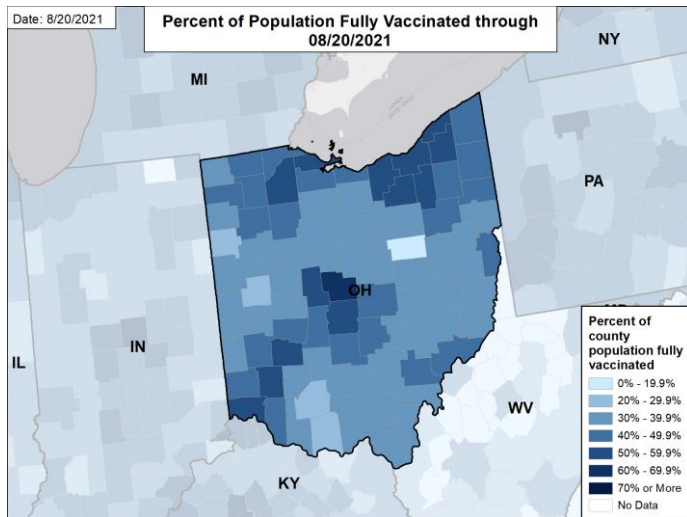 Date: 8/20/2021
Percent of Population Fully Vaccinated through
08/20/2021
NY
MI
PA
OH
IL
IN
WV
KY
Percent of
county
population fully
vaccinated
0% - 19.9%
20% - 29.9%
30% - 39.9%
40% - 49.9%
50% - 59.9%
60% - 69.9%
70% or More
No Data